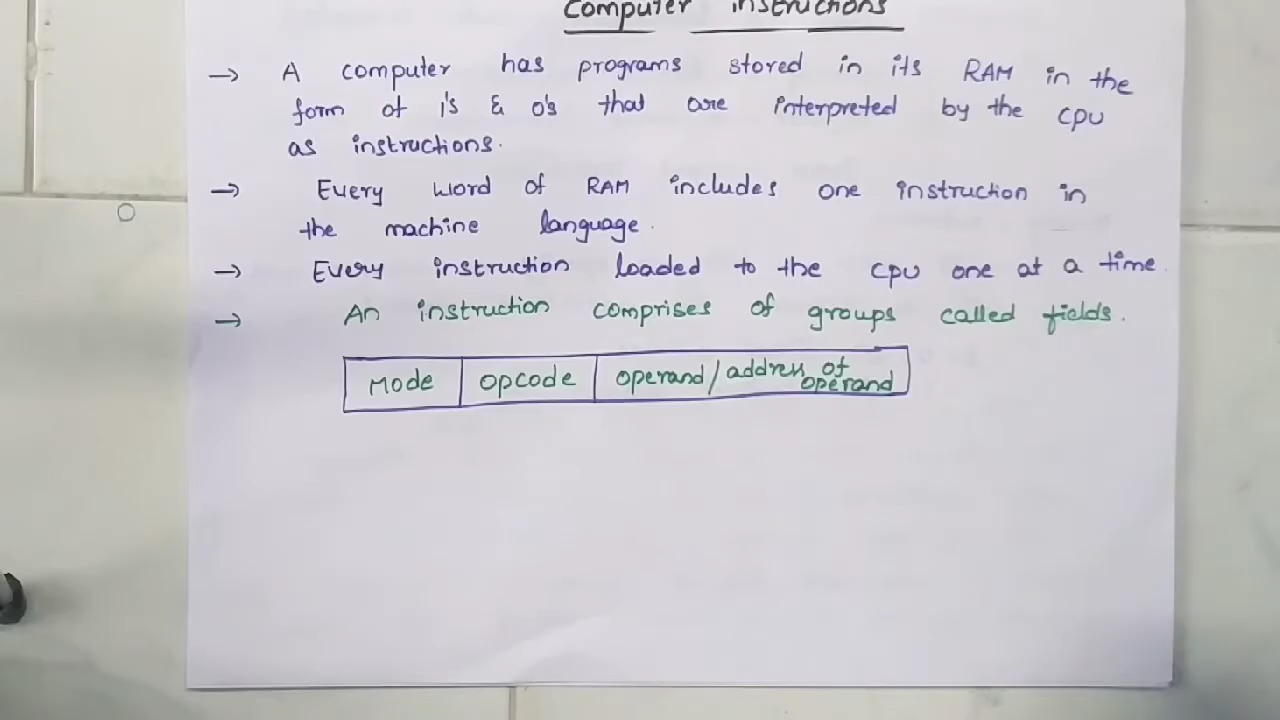 Computer instructions
→ A computer has programs stored in its RAM in the
form of 1's & 0's that are interpreted by the CPU
as instructions.
→ Every word of RAM includes one instruction in
the machine language.
→ Every instruction loaded to the CPU one at a time.
→ An instruction comprises of groups called fields.
Mode opcode operand/address of
operand